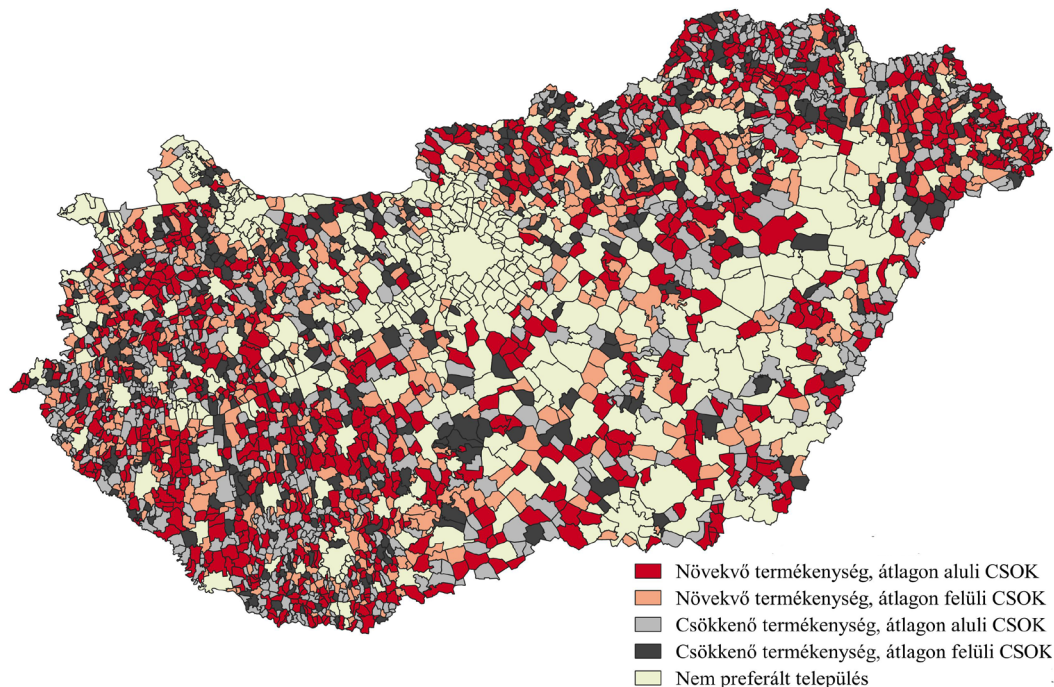 Növekvő termékenység, átlagon aluli CSOK
Növekvő termékenység, átlagon felüli CSOK
Csökkenő termékenység, átlagon aluli CSOK
Csökkenő termékenység, átlagon felüli CSOK
Nem preferált település